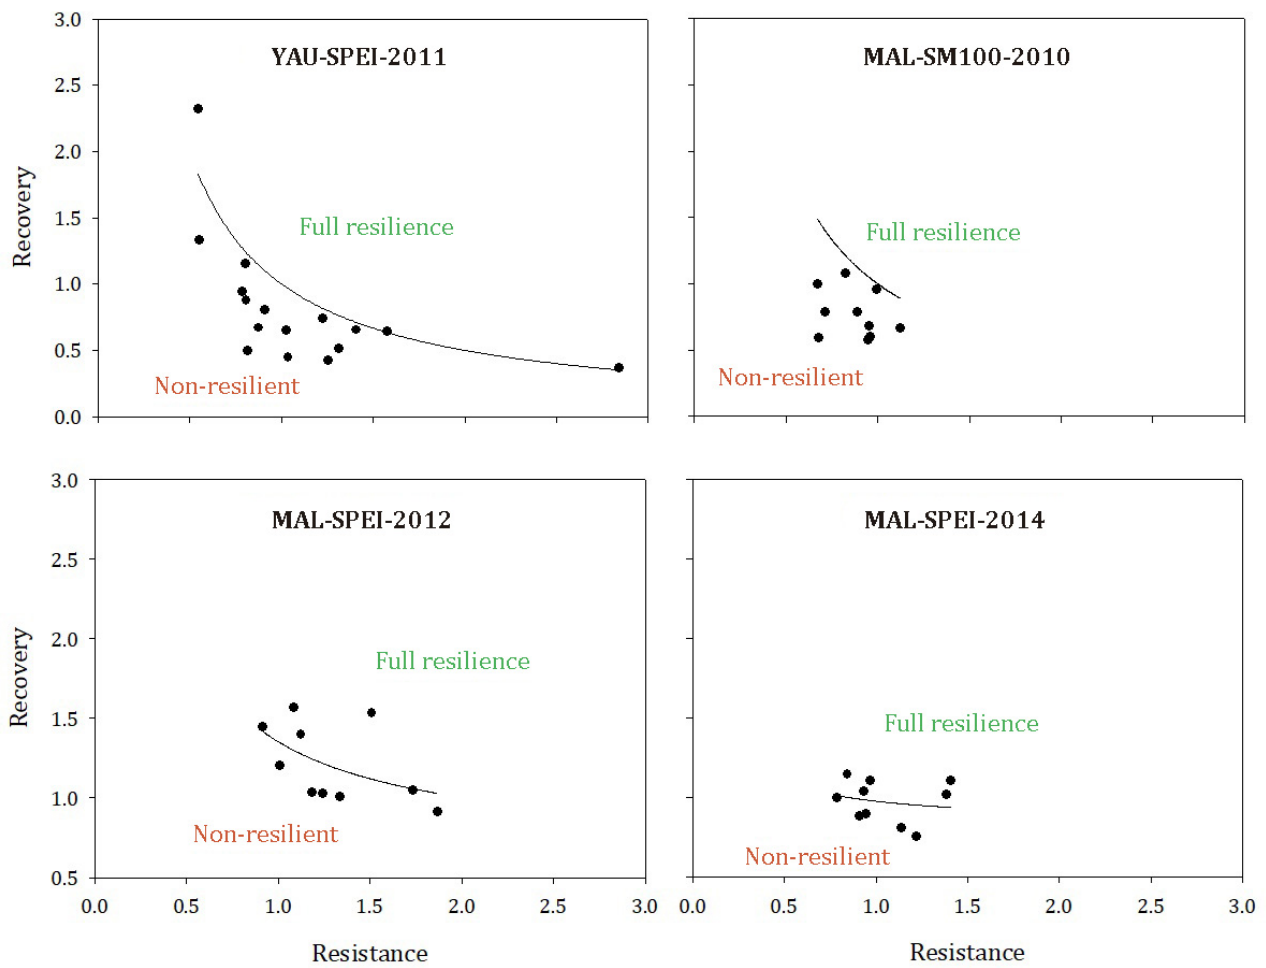 3.0
YAU-SPEI-2011
MAL-SM100-2010
2.5
2.0
Recovery
1.5
Full resilience
Full resilience
1.0
0.5
Non-resilient
Non-resilient
0.0
3.0
MAL-SPEI-2012
MAL-SPEI-2014
2.5
2.0
Recovery
Full resilience
1.5
Full resilience
1.0
Non-resilient
Non-resilient
0.5
0.0 0.5 1.0 1.5 2.0 2.5 3.0
0.0 0.5 1.0 1.5 2.0 2.5 3.0
Resistance
Resistance